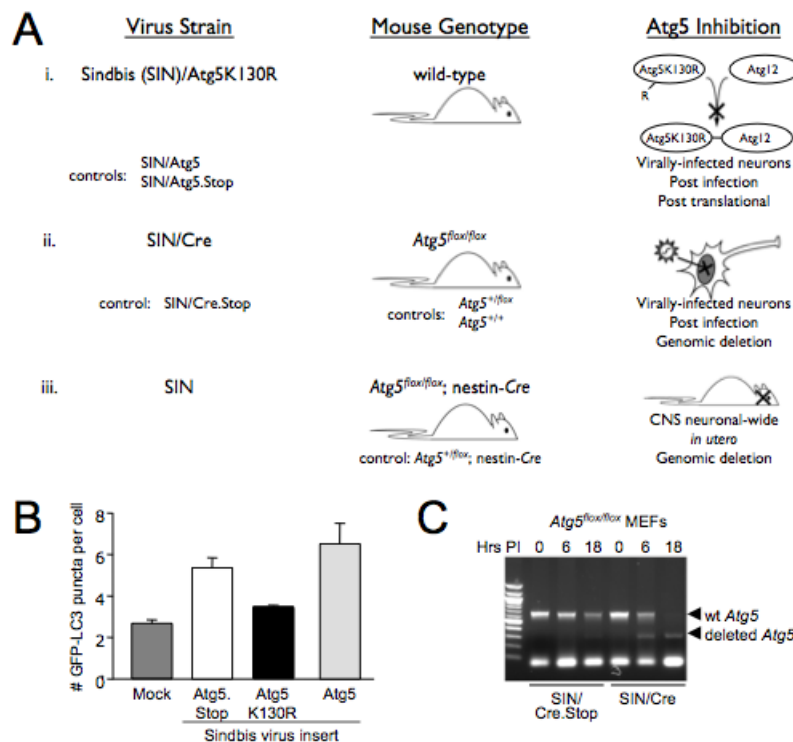 A
Virus Strain Mouse Genotype Atg5 Inhibition
i. Sindbis (SIN)/Atg5K130R wild-type
Atg5K130R Atg12
R
Atg5K130R Atg12
controls: SIN/Atg5
SIN/Atg5.Stop
Virally-infected neurons
Post infection
Post translational
ii. SIN/Cre Atg5flox/flox
control: SIN/Cre.Stop
controls: Atg5+/flox
Atg5+/+
Virally-infected neurons
Post infection
Genomic deletion
iii. SIN Atg5flox/flox; nestin-Cre
control: Atg5+/flox; nestin-Cre
CNS neuronal-wide
in utero
Genomic deletion
B
# GFP-LC3 puncta per cell
8
6
4
2
0
Mock Atg5.Stop Atg5 K130R Atg5
Sindbis virus insert
C
Atg5flox/flox MEFs
Hrs PI 0 6 18 0 6 18
wt Atg5
deleted Atg5
SIN/Cre.Stop SIN/Cre